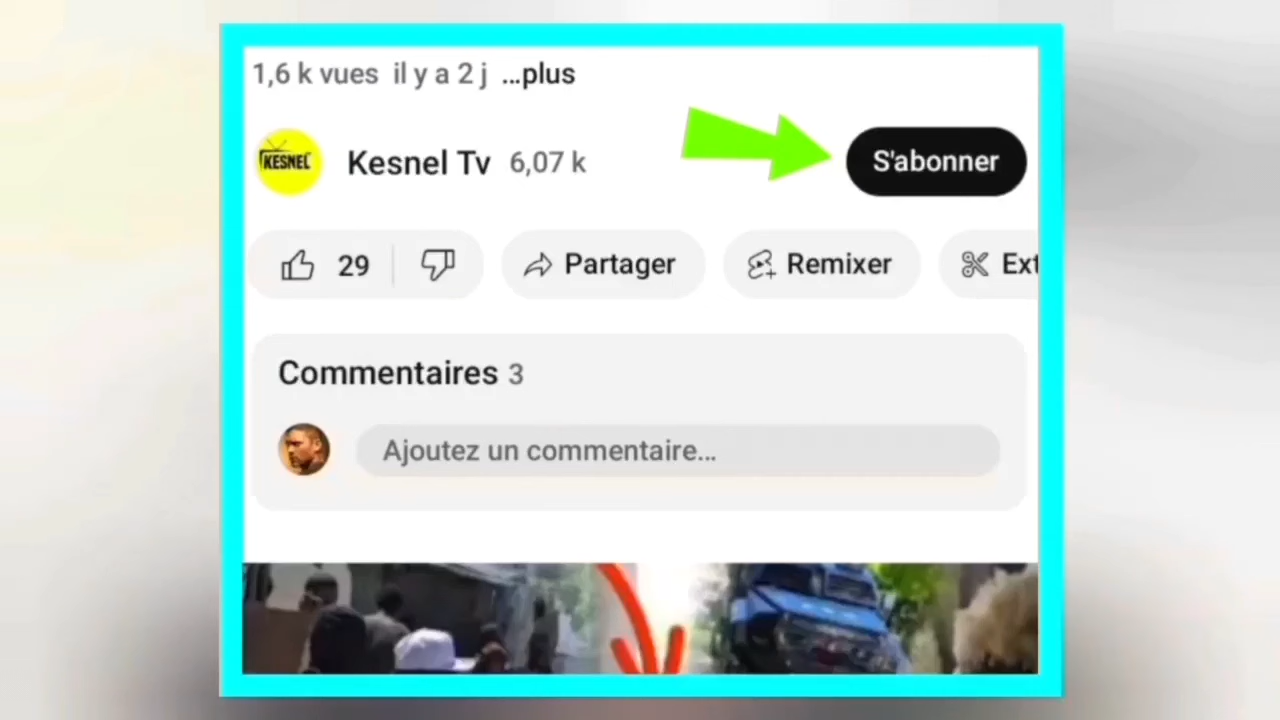 1,6 k vues il y a 2 j ...plus
KESNEL
Kesnel Tv 6,07 k
S'abonner
29
Partager
Remixer
Ext
Commentaires 3
Ajoutez un commentaire...